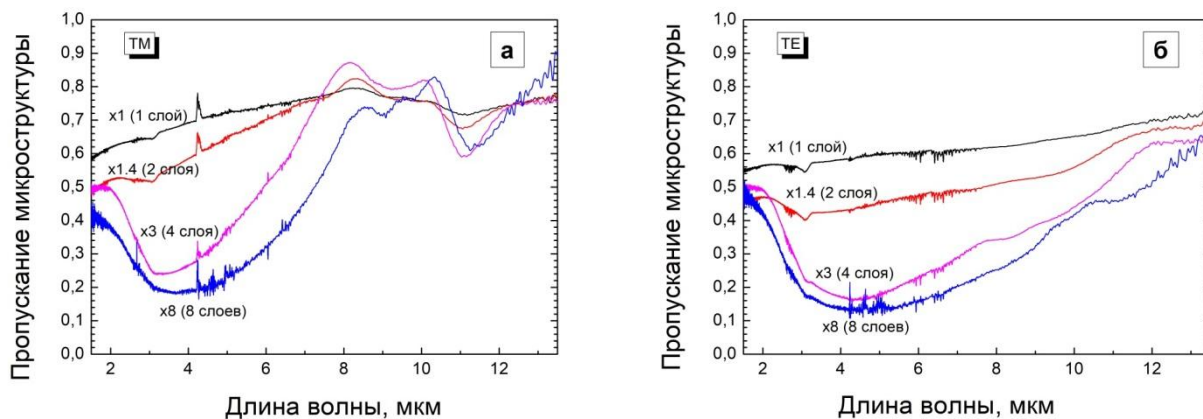 Пропускание микроструктуры
1,0
0,9
0,8
0,7
0,6
0,5
0,4
0,3
0,2
0,1
0,0
TM
а
x1 (1 слой)
x1.4 (2 слоя)
x3 (4 слоя)
x8 (8 слоев)
2 4 6 8 10 12
Длина волны, мкм
Пропускание микроструктуры
1,0
0,9
0,8
0,7
0,6
0,5
0,4
0,3
0,2
0,1
0,0
TE
б
x1 (1 слой)
x1.4 (2 слоя)
x3 (4 слоя)
x8 (8 слоев)
2 4 6 8 10 12
Длина волны, мкм